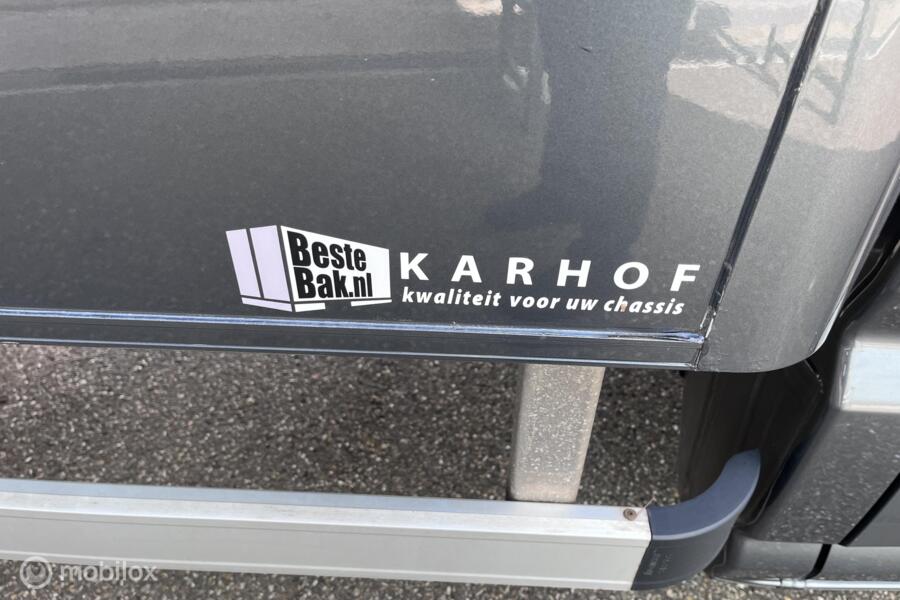 Beste
Bak.nl
KARHOF
kwaliteit voor uw chassis
mobilox